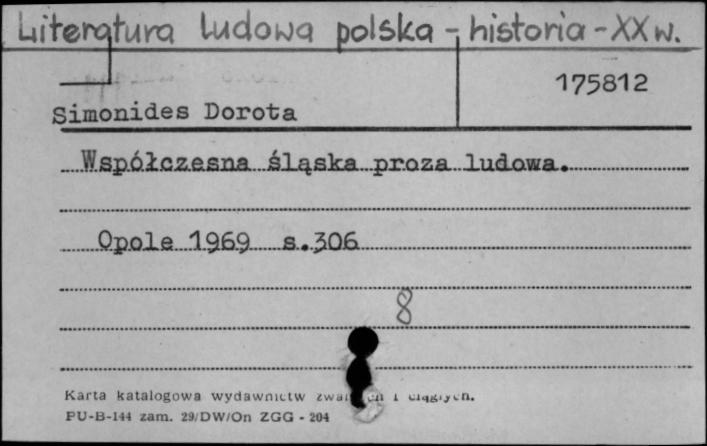 Literatura ludowa polska - historia - XX w.
175812
Simonides Dorota
Współczesna śląska proza ludowa.
Opole 1969 s.306
8
Karta katalogowa wydawnictw i ciągłych.
PU-B-144 zam. 29/DW/On ZGG - 204